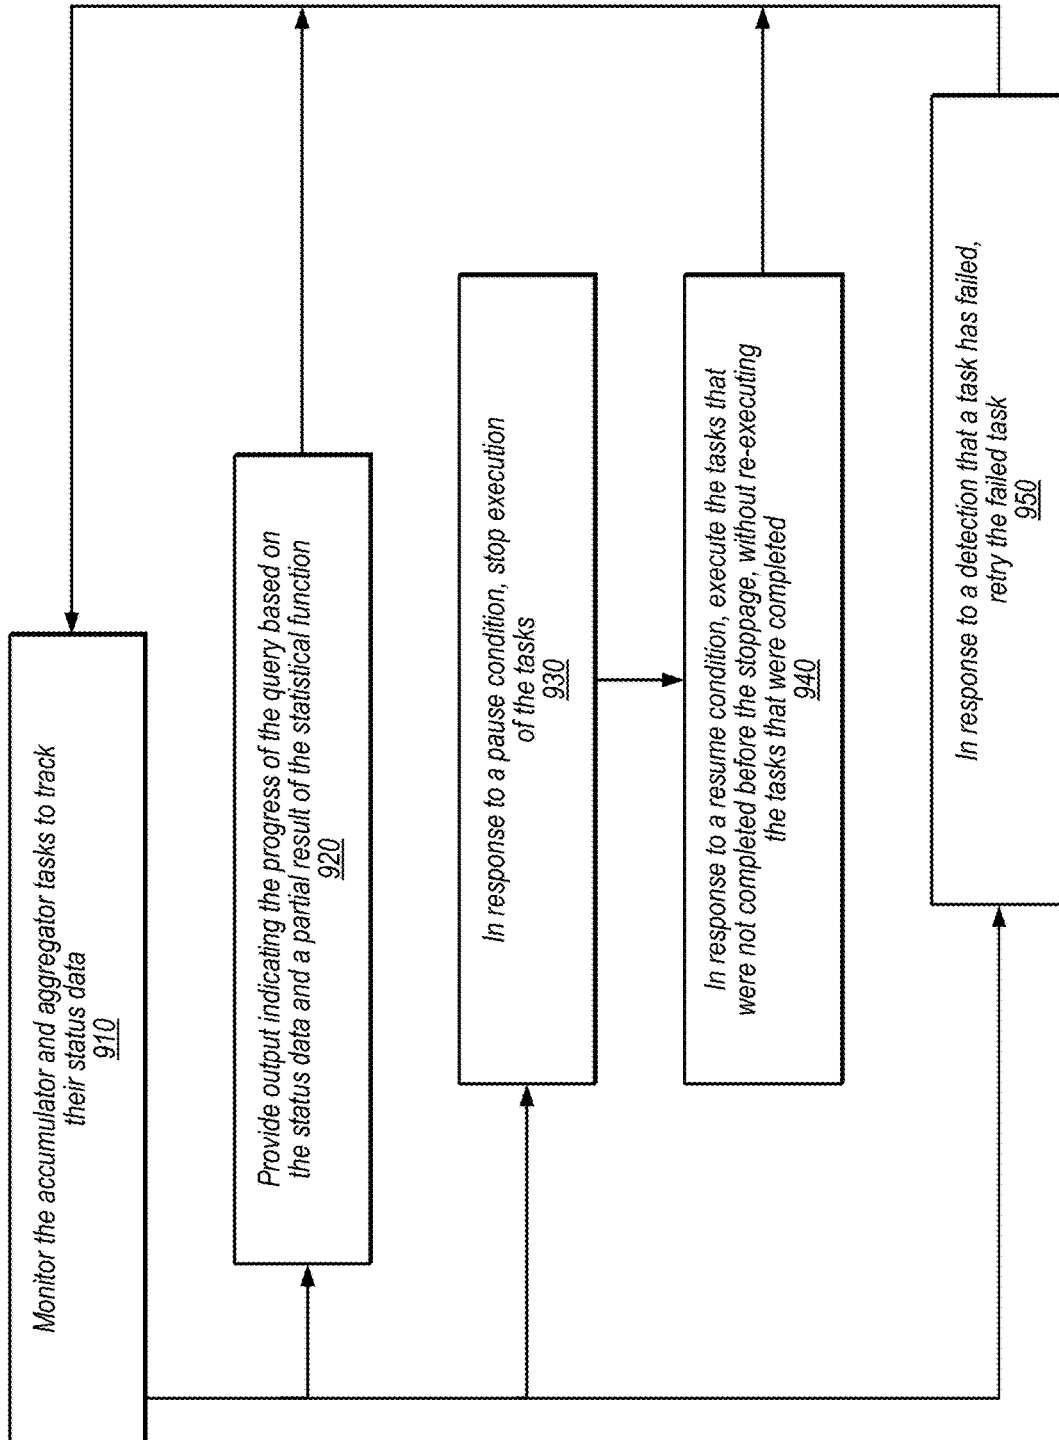 Monitor the accumulator and aggregator tasks to track
their status data
910
Provide output indicating the progress of the query based on
the status data and a partial result of the statistical function
920
In response to a pause condition, stop execution
of the tasks
930
In response to a resume condition, execute the tasks that
were not completed before the stoppage, without re-executing
the tasks that were completed
940
In response to a detection that a task has failed,
retry the failed task
950